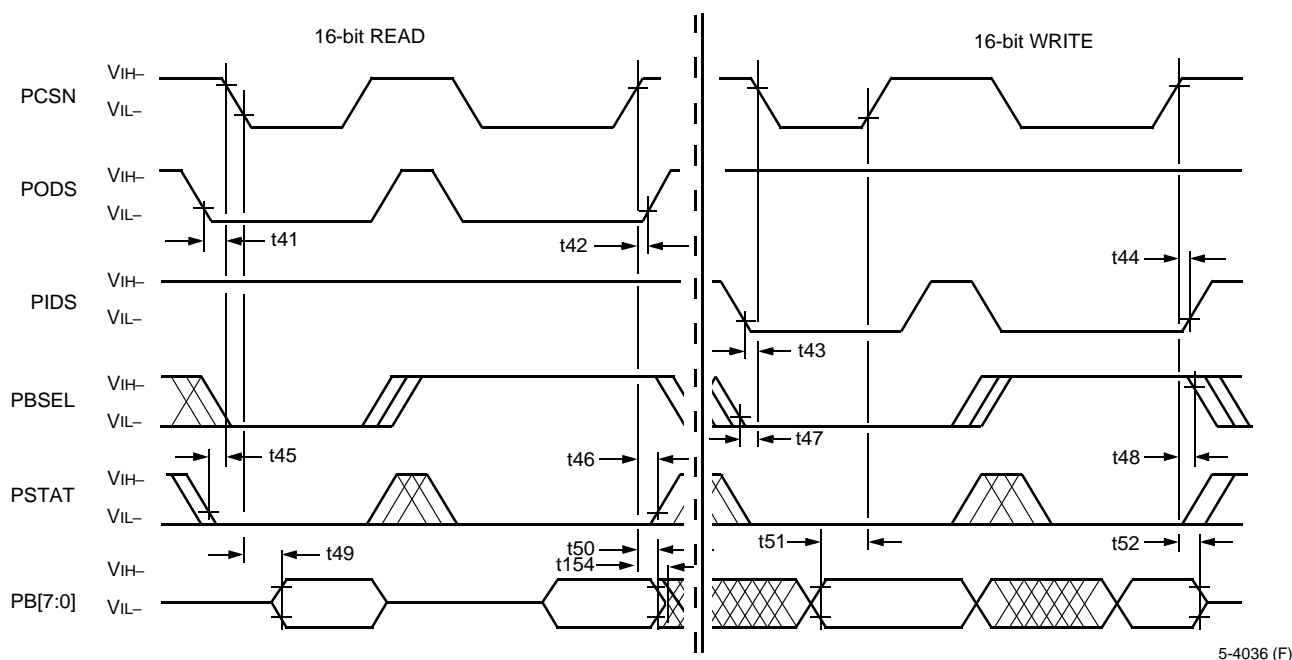 16-bit READ
16-bit WRITE
PCSN
VIH–
VIL–
PODS
VIH–
VIL–
t41
t42
t44
PIDS
VIH–
VIL–
t43
PBSEL
VIH–
VIL–
t45
t46
t47
t48
PSTAT
VIH–
VIL–
t49
t50
t154
t51
t52
PB[7:0]
VIH–
VIL–
5-4036 (F)